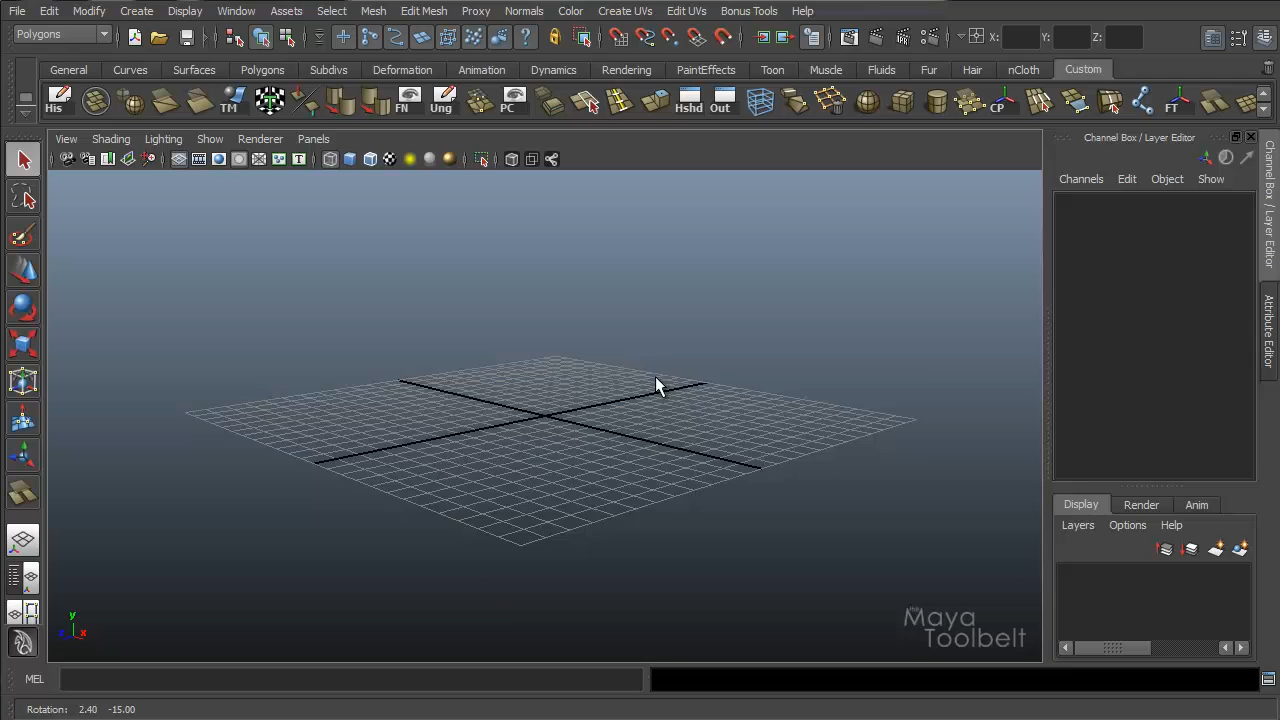 File Edit Modify Create Display Window Assets Select Mesh Edit Mesh Proxy Normals Color Create UVs Edit UVs Bonus Tools Help
Polygons X: Y: Z:
General Curves Surfaces Polygons Subdivs Deformation Animation Dynamics Rendering PaintEffects Toon Muscle Fluids Fur Hair nCloth Custom
His TM FN Ung PC Hshd Out CP FT
View Shading Lighting Show Renderer Panels
Channel Box / Layer Editor
Channels Edit Object Show
Channel Box / Layer Editor
Attribute Editor
Display Render Anim
Layers Options Help
y
z x
the Maya
Toolbelt
MEL
Rotation: 2.40 -15.00